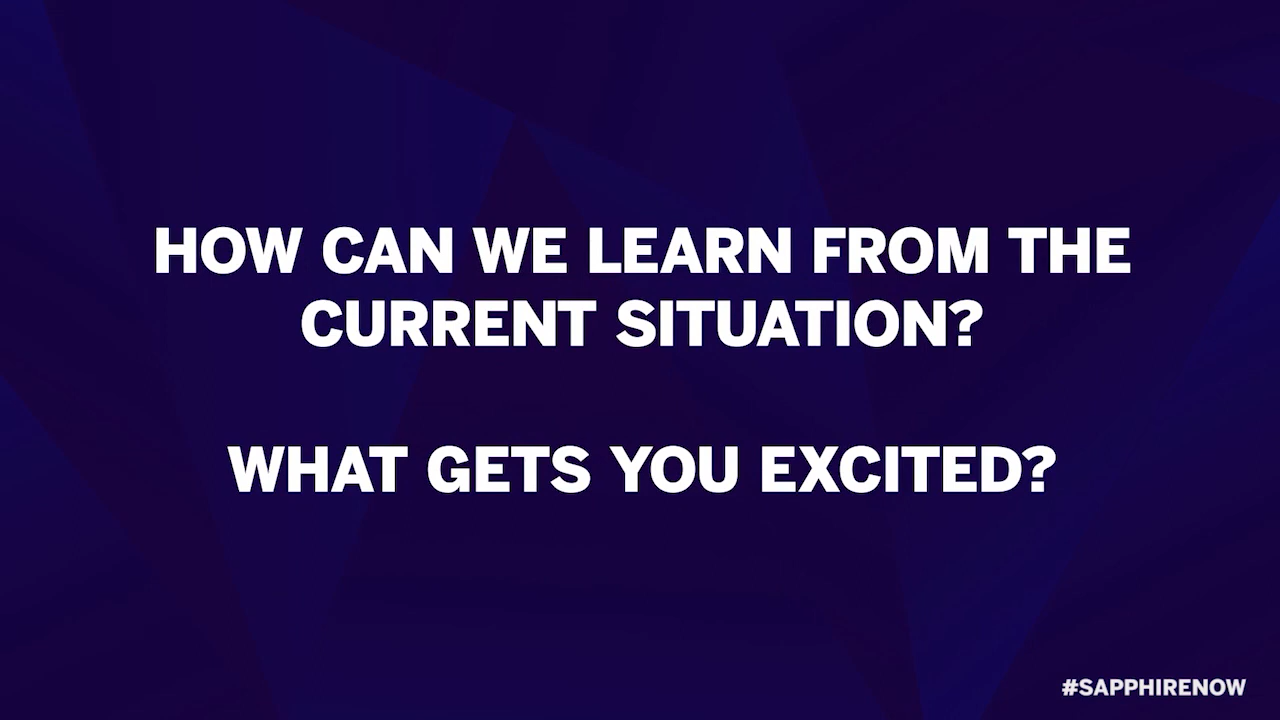 HOW CAN WE LEARN FROM THE
CURRENT SITUATION?
WHAT GETS YOU EXCITED?
#SAPPHIRENOW